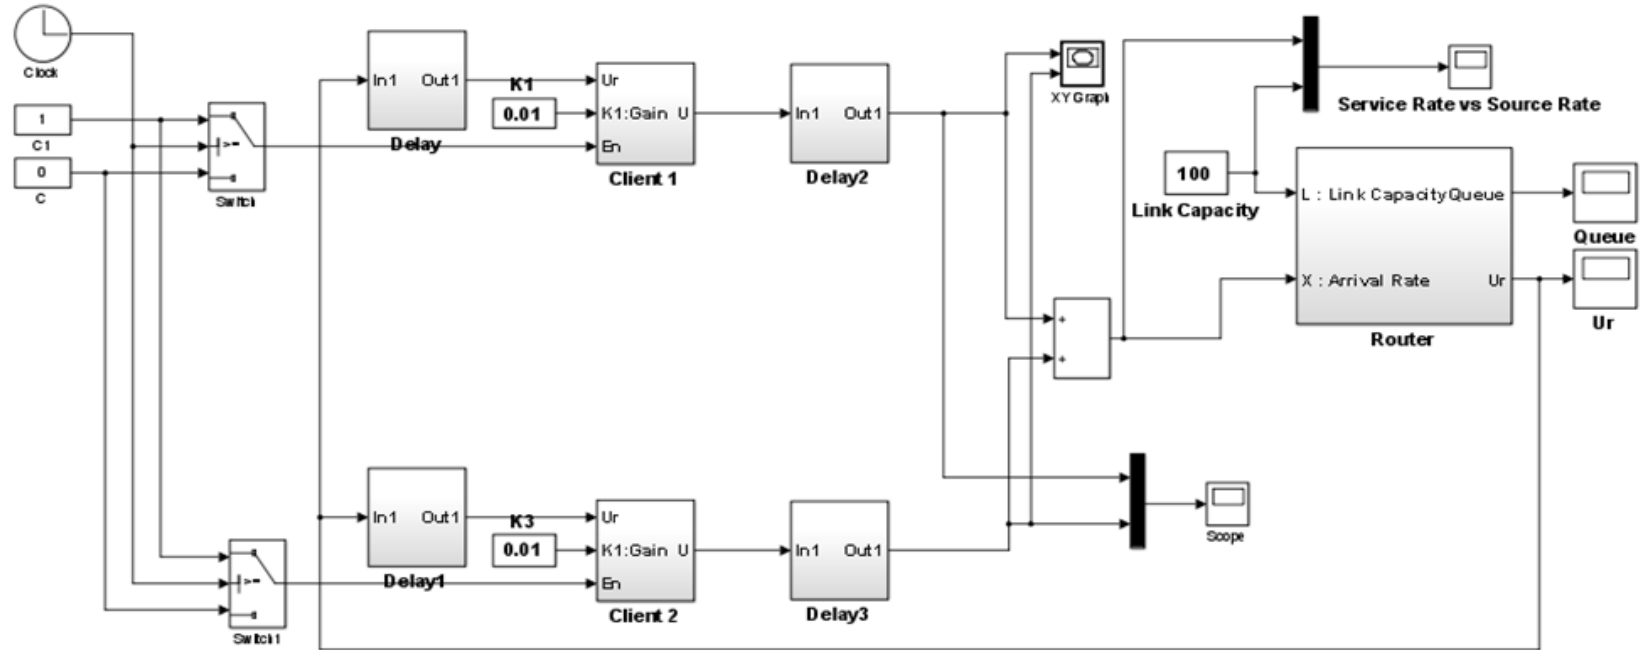 Clock
1
C1
0
C
>=
Switch
In1 Out1
Delay
K1
0.01
Ur
K1:Gain U
En
Client 1
In1 Out1
Delay2
XY Graph
Service Rate vs Source Rate
100
Link Capacity
L : Link Capacity Queue
X : Arrival Rate Ur
Router
Queue
Ur
+
+
In1 Out1
Delay1
K3
0.01
Ur
K1:Gain U
En
Client 2
In1 Out1
Delay3
Scope
>=
Switch1